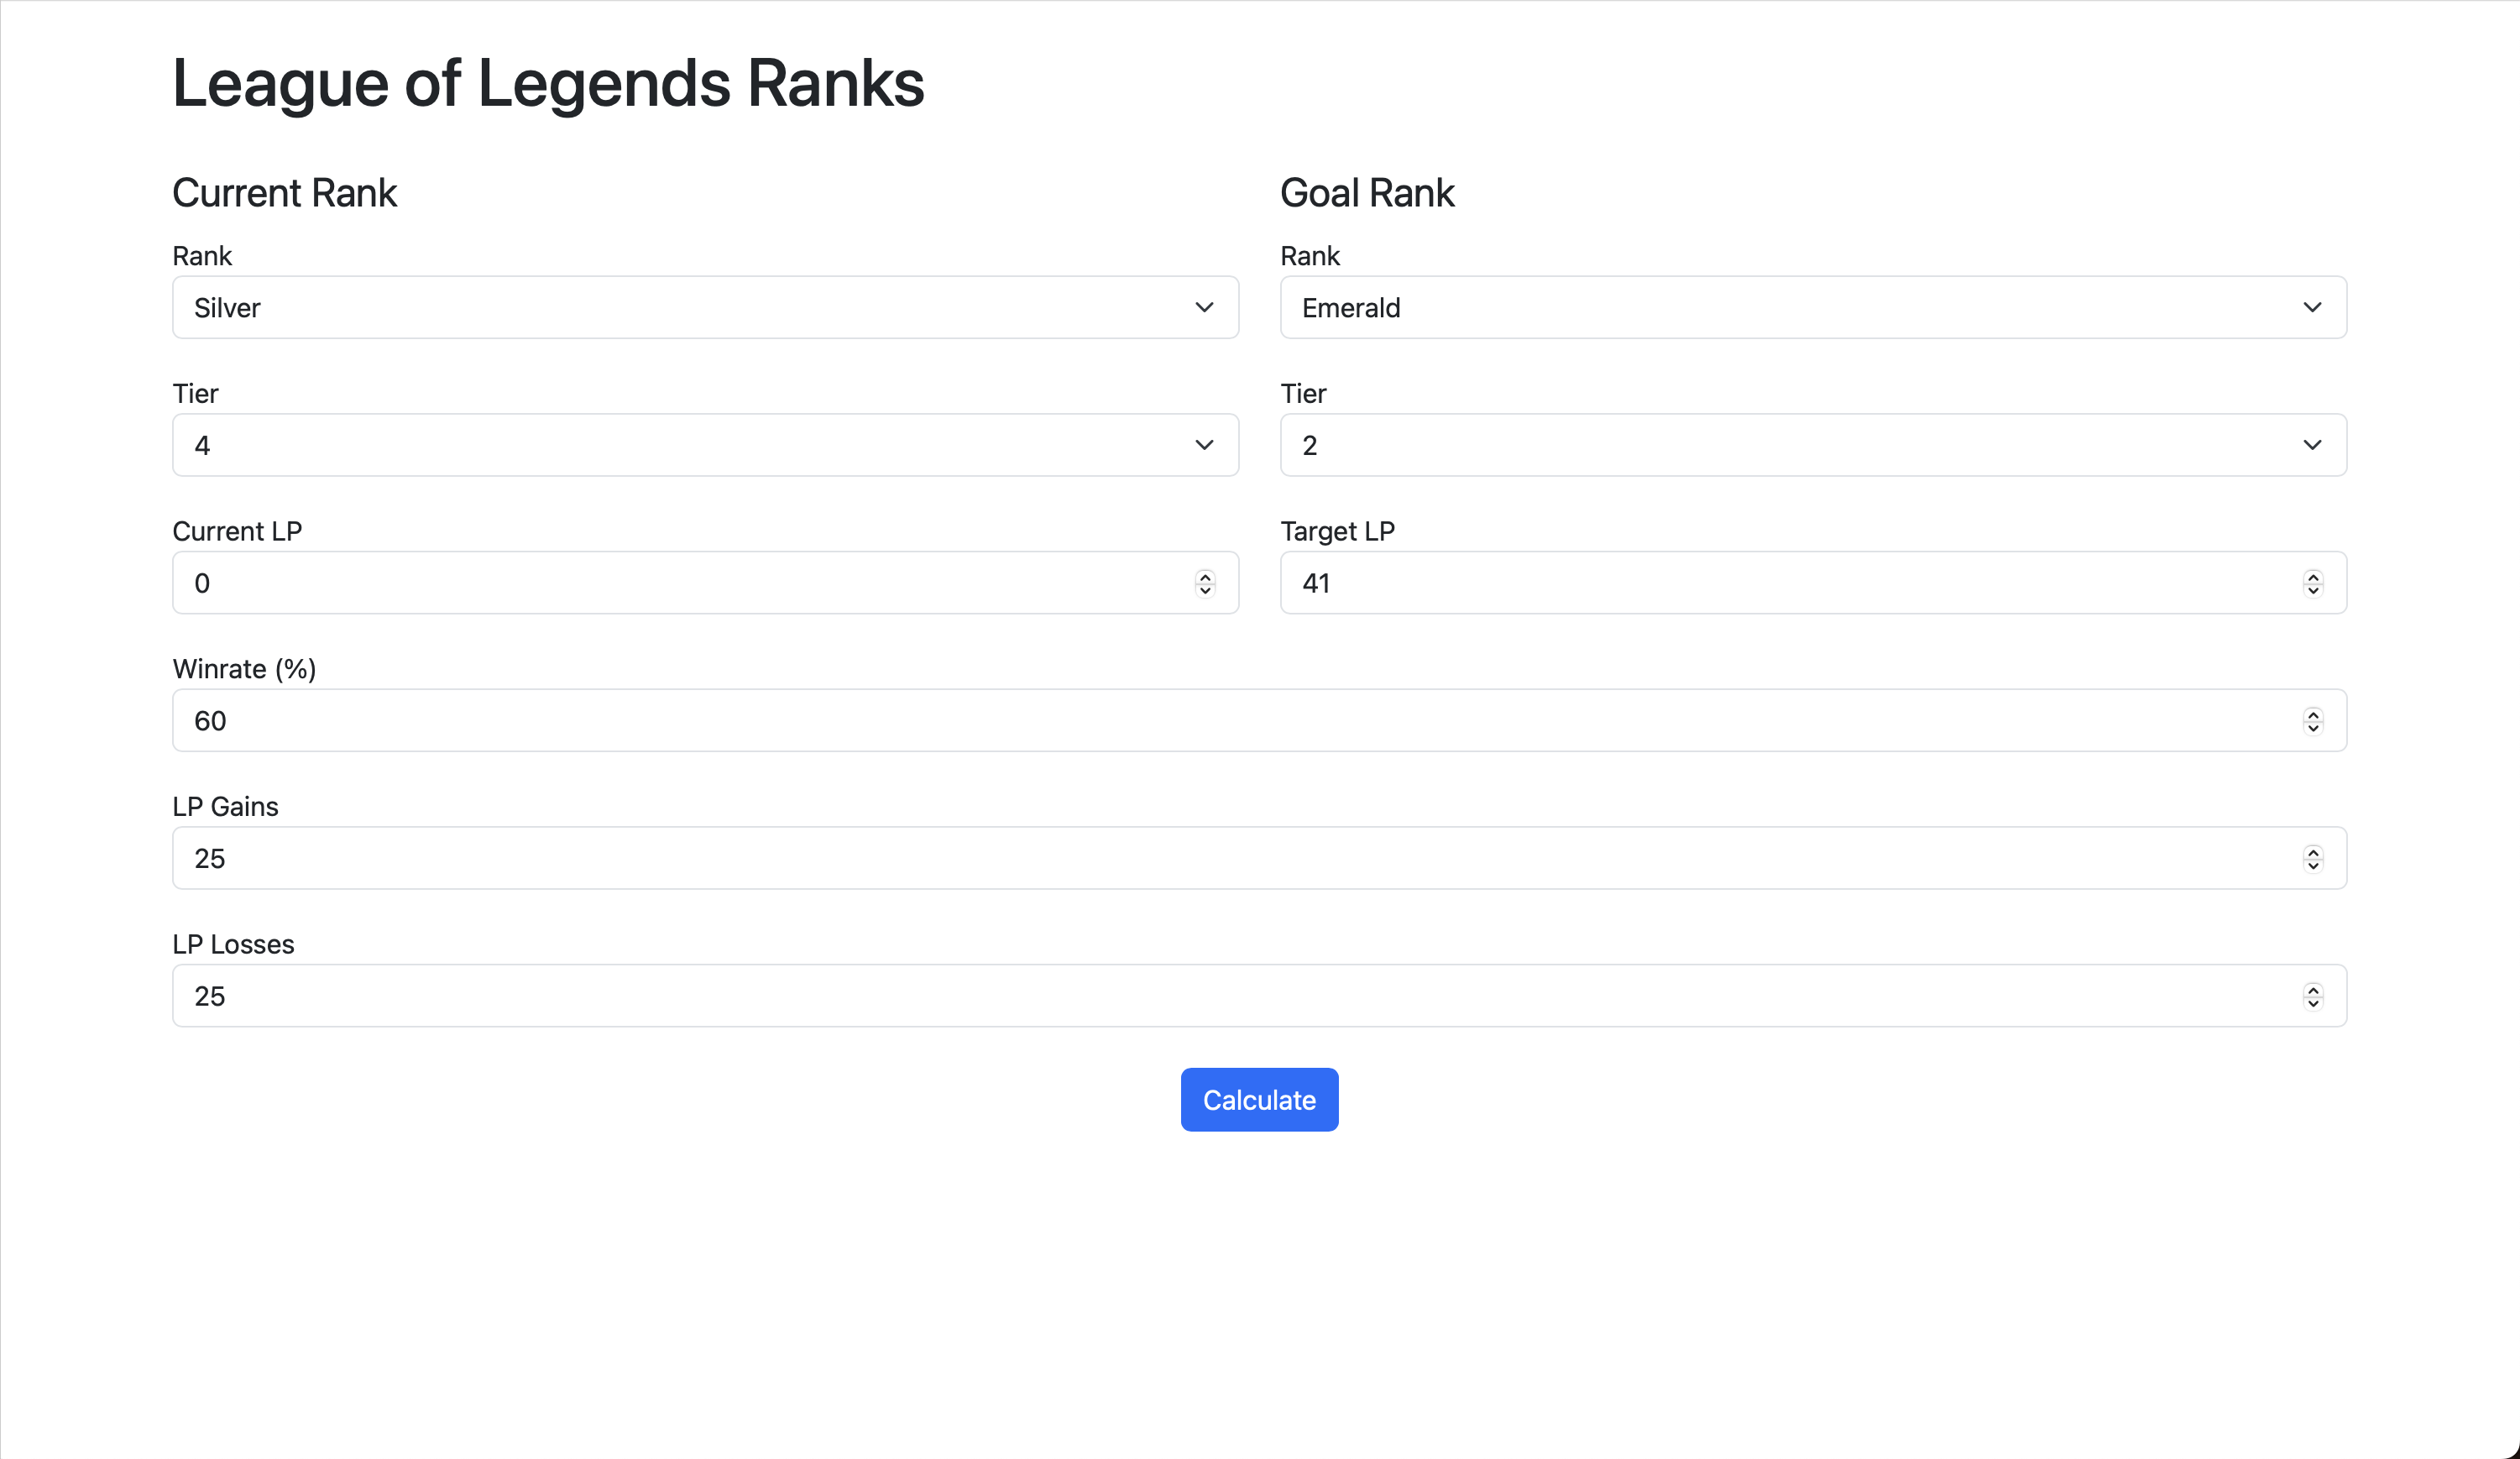 League of Legends Ranks
Current Rank
Rank
Silver
Tier
4
Current LP
0
Goal Rank
Rank
Emerald
Tier
2
Target LP
41
Winrate (%)
60
LP Gains
25
LP Losses
25
Calculate